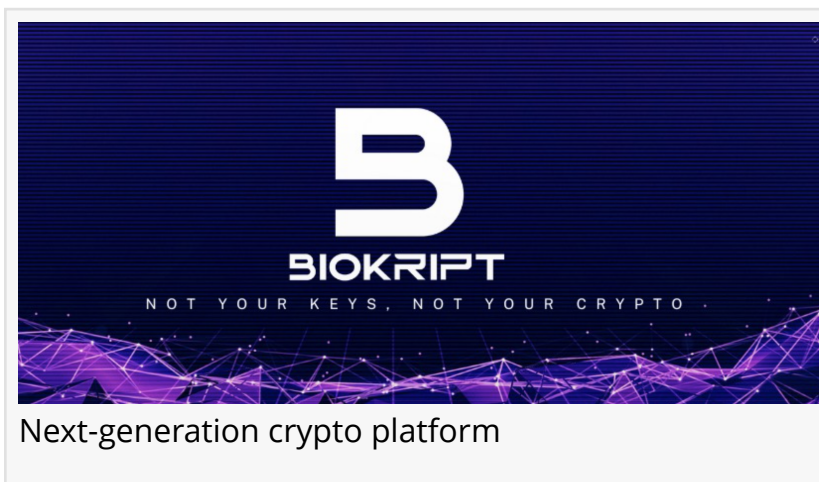 B
BIOKRIPT
NOT YOUR KEYS, NOT YOUR CRYPTO
Next-generation crypto platform